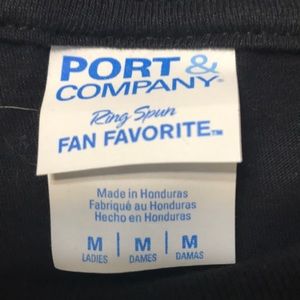 PORT &
COMPANY®
Ring Spun
FAN FAVORITE™
Made in Honduras
Fabriqué au Honduras
Hecho en Honduras
M M M
LADIES DAMES DAMAS